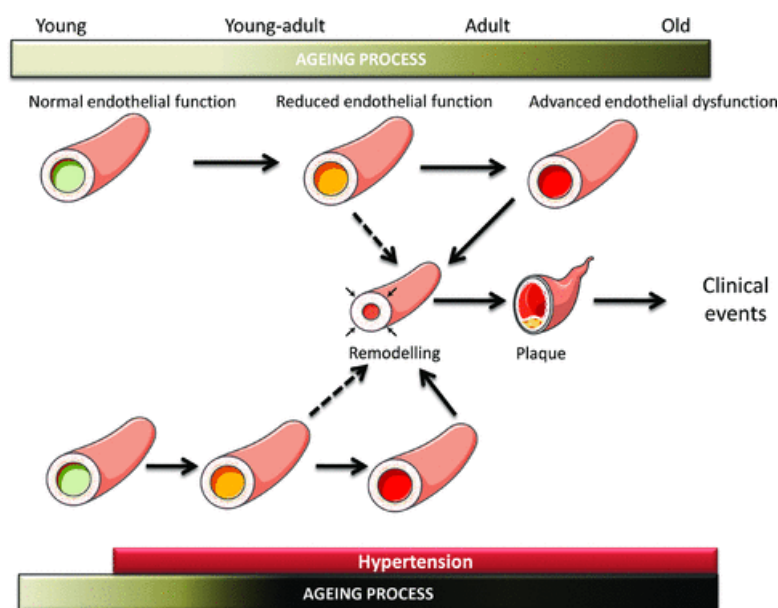 Young Young-adult Adult Old
AGEING PROCESS
Normal endothelial function Reduced endothelial function Advanced endothelial dysfunction
Clinical
events
Remodelling Plaque
Hypertension
AGEING PROCESS